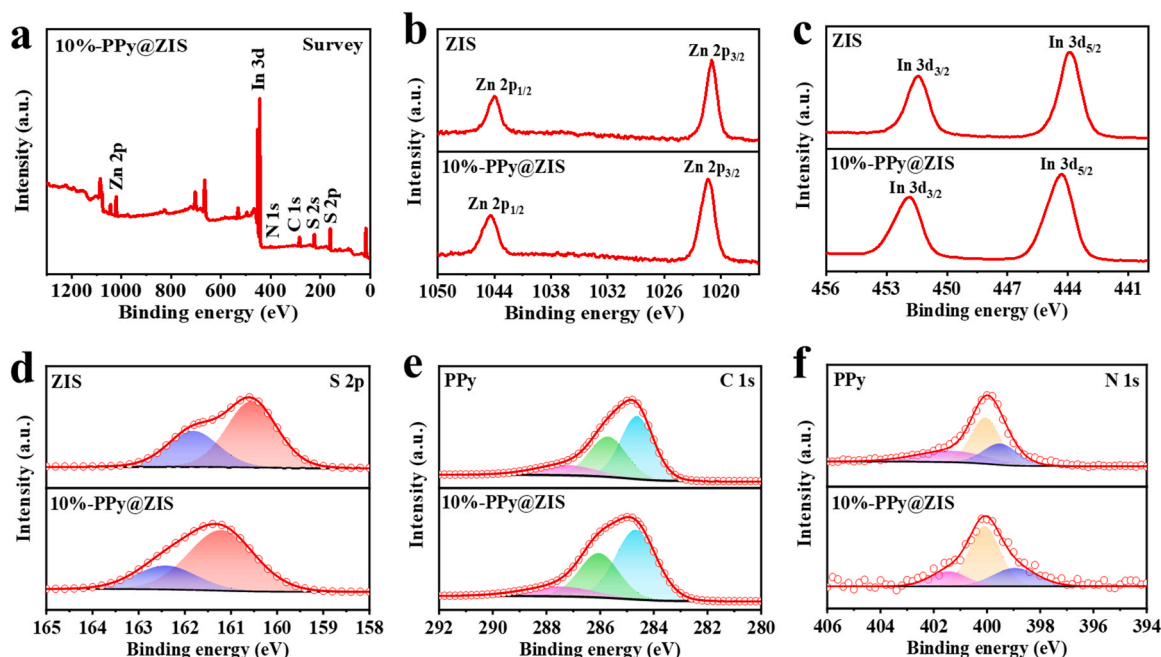 a
10%-PPy@ZIS
Survey
Intensity (a.u.)
Zn 2p
In 3d
N 1s
C 1s
S 2s
S 2p
1200 1000 800 600 400 200 0
Binding energy (eV)
b
ZIS
Intensity (a.u.)
Zn 2p1/2
Zn 2p3/2
10%-PPy@ZIS
Zn 2p1/2
Zn 2p3/2
1050 1044 1038 1032 1026 1020
Binding energy (eV)
c
ZIS
Intensity (a.u.)
In 3d3/2
In 3d5/2
10%-PPy@ZIS
In 3d3/2
In 3d5/2
456 453 450 447 444 441
Binding energy (eV)
d
ZIS
S 2p
Intensity (a.u.)
10%-PPy@ZIS
165 164 163 162 161 160 159 158
Binding energy (eV)
e
PPy
C 1s
Intensity (a.u.)
10%-PPy@ZIS
292 290 288 286 284 282 280
Binding energy (eV)
f
PPy
N 1s
Intensity (a.u.)
10%-PPy@ZIS
406 404 402 400 398 396 394
Binding energy (eV)